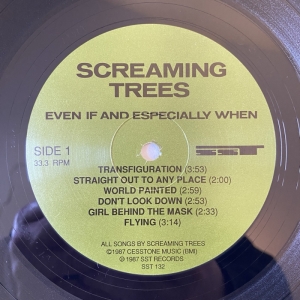 SCREAMING
TREES
EVEN IF AND ESPECIALLY WHEN
SIDE 1
33.3 RPM
SST
TRANSFIGURATION (3:53)
STRAIGHT OUT TO ANY PLACE (2:00)
WORLD PAINTED (2:59)
DON'T LOOK DOWN (3:53)
GIRL BEHIND THE MASK (2:33)
FLYING (3:14)
ALL SONGS BY SCREAMING TREES
©1987 CESSTONE MUSIC (BMI)
℗1987 SST RECORDS
SST 132